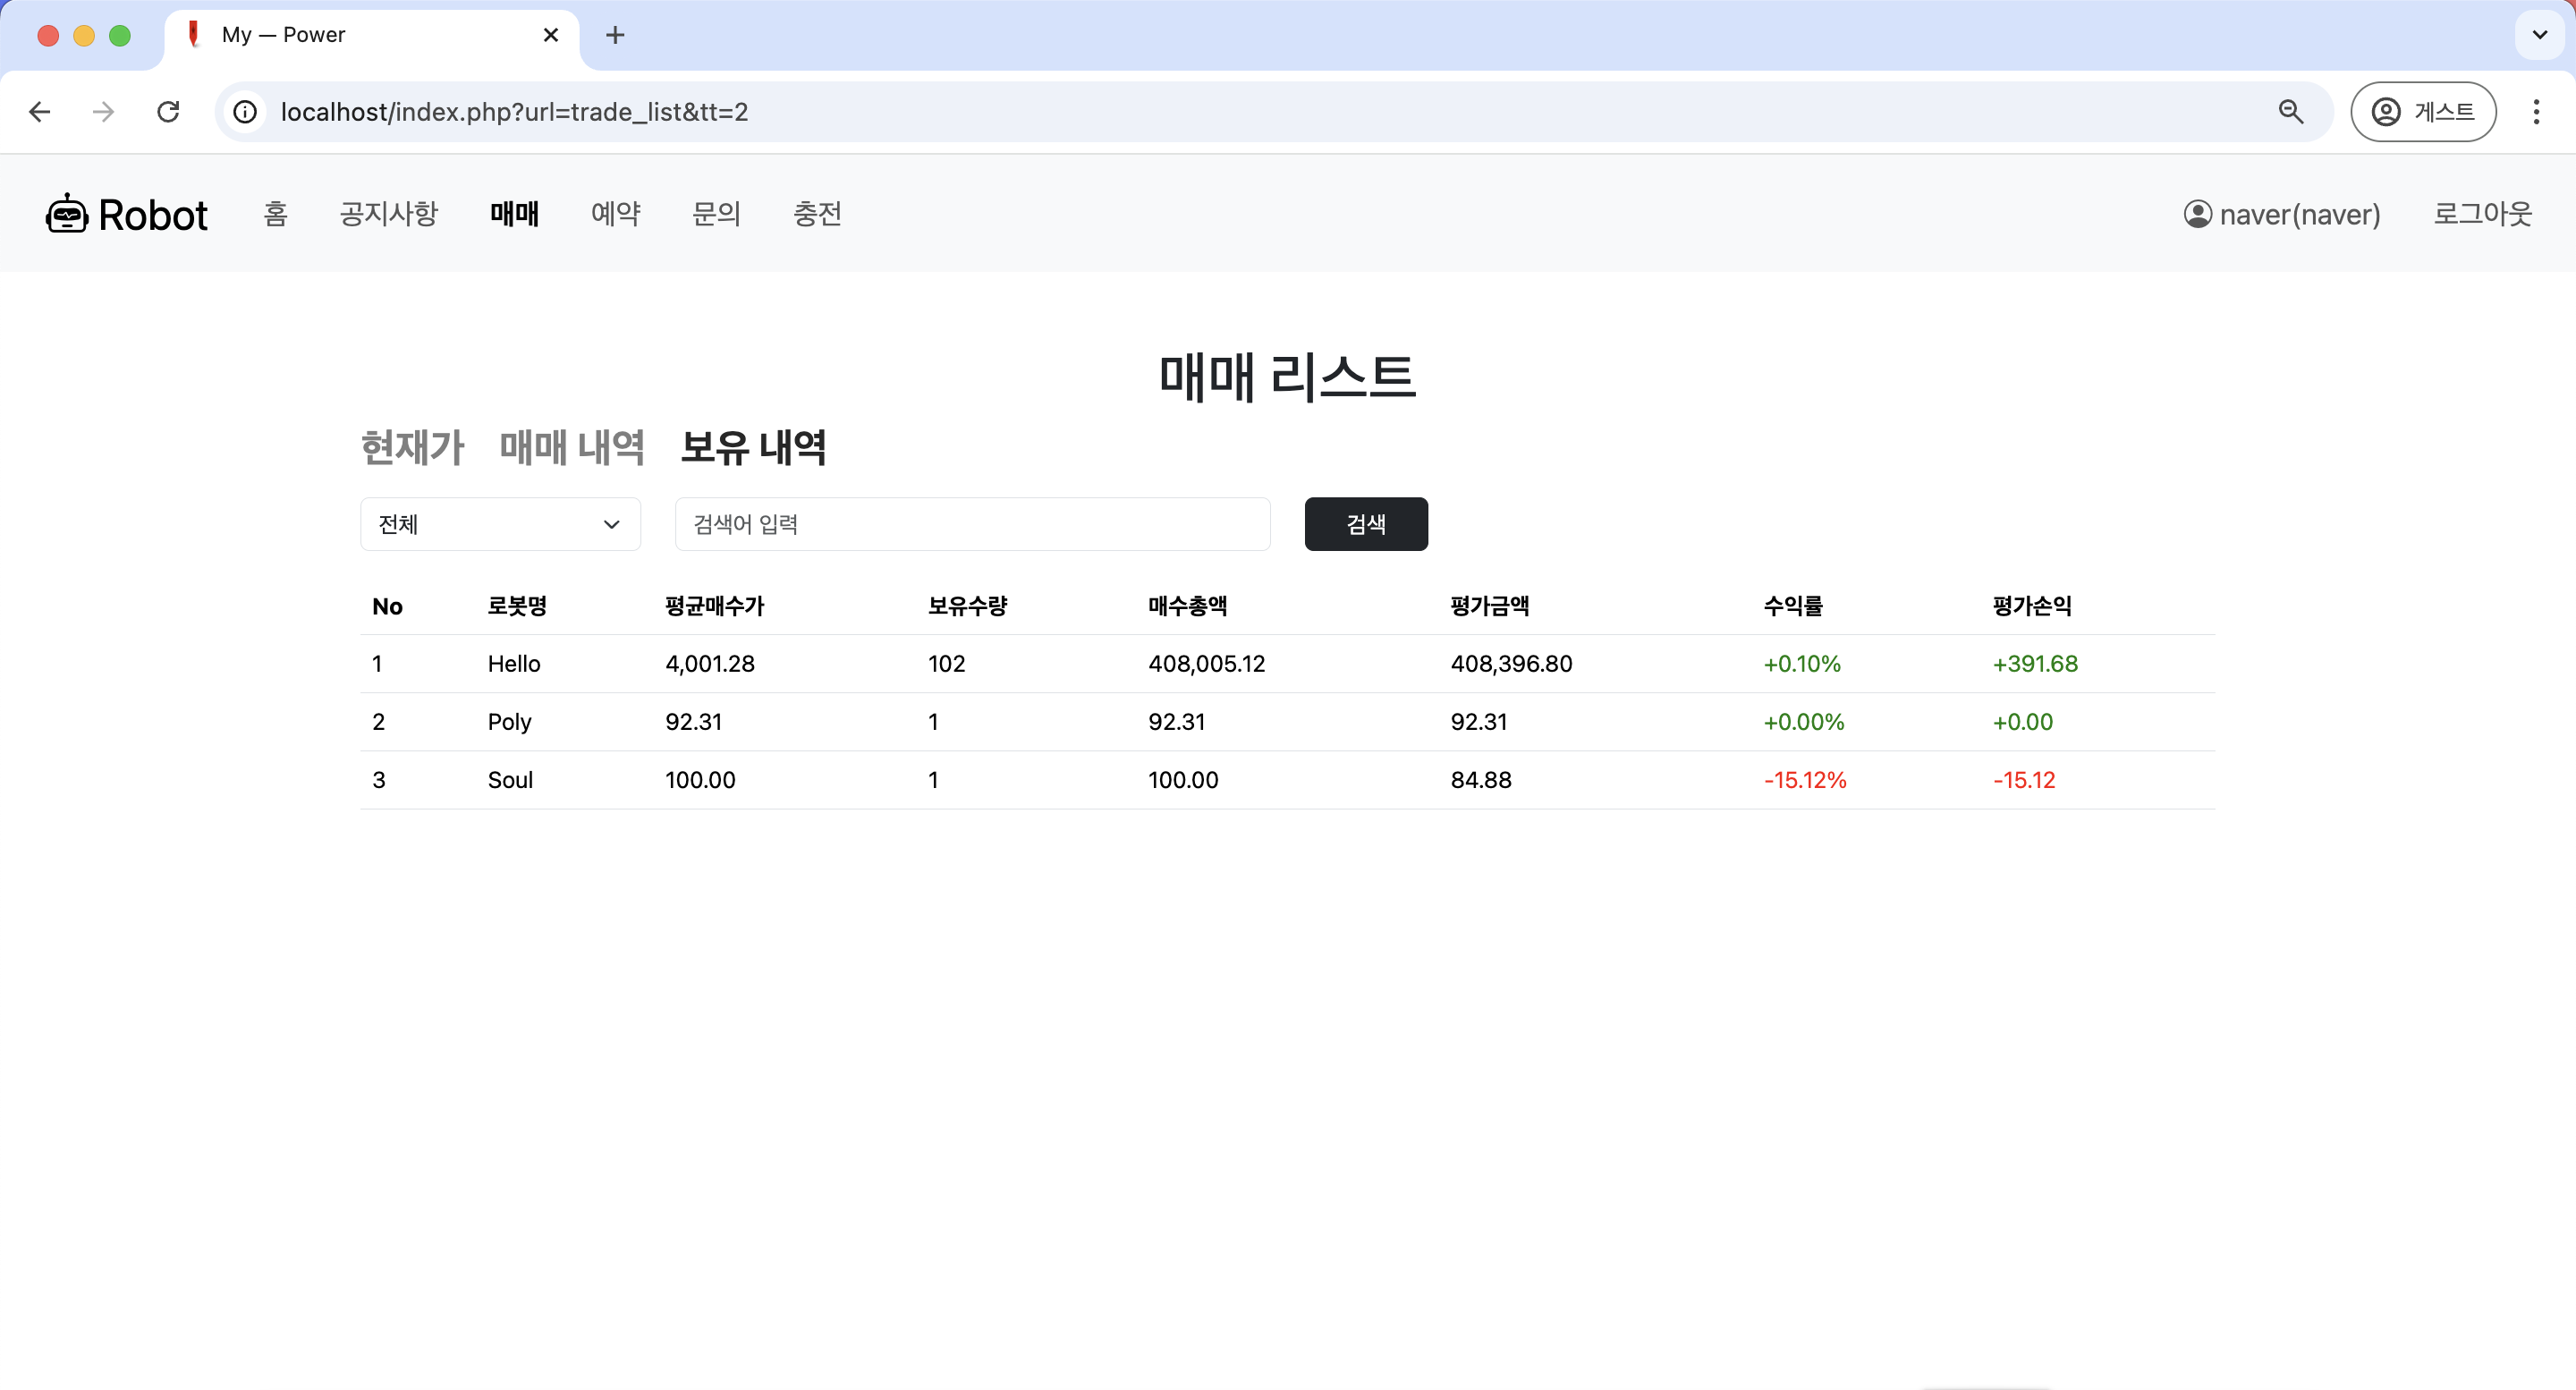 My — Power
localhost/index.php?url=trade_list&tt=2
게스트
Robot 홈 공지사항 매매 예약 문의 충전 naver(naver) 로그아웃
매매 리스트
현재가 매매 내역 보유 내역
전체 검색어 입력 검색
No 로봇명 평균매수가 보유수량 매수총액 평가금액 수익률 평가손익
1 Hello 4,001.28 102 408,005.12 408,396.80 +0.10% +391.68
2 Poly 92.31 1 92.31 92.31 +0.00% +0.00
3 Soul 100.00 1 100.00 84.88 -15.12% -15.12